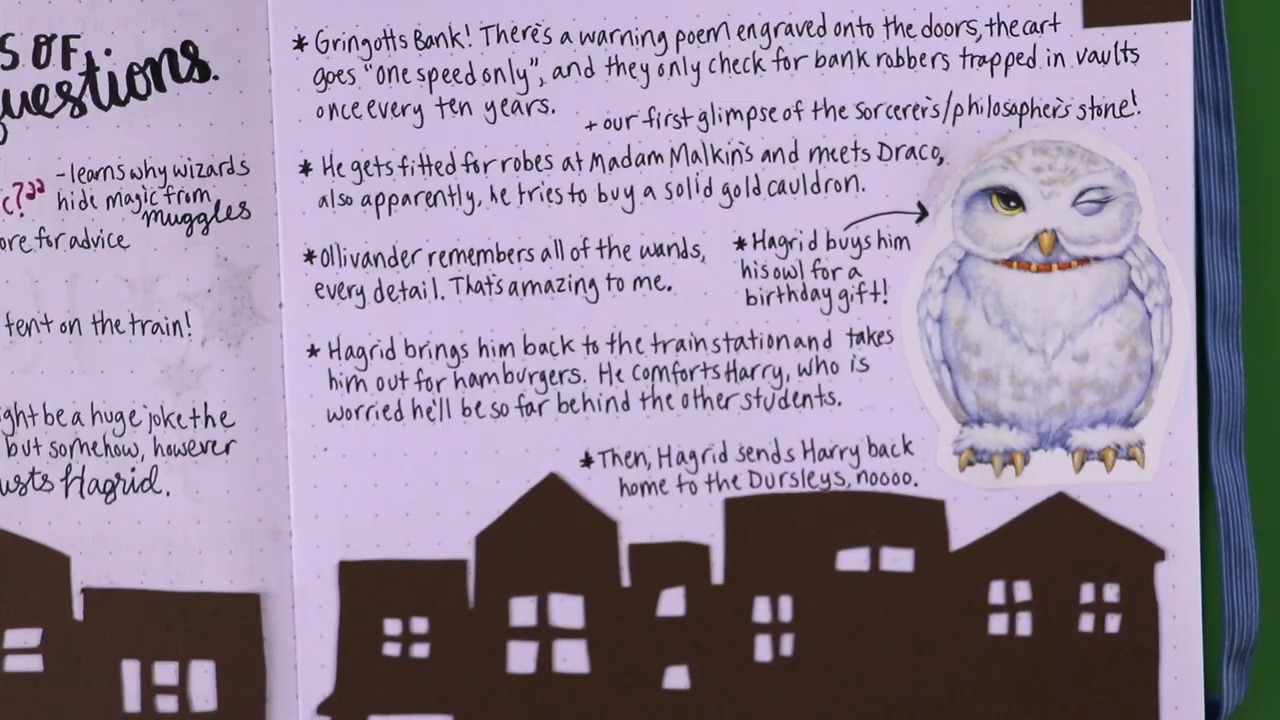 S OF
uestions.
c???
-learns why wizards
hide magic from
muggles
ore for advice
tent on the train!
ght be a huge joke the
but somehow, however
usts Hagrid.
* Gringotts Bank! There's a warning poem engraved onto the doors, the cart
goes "one speed only", and they only check for bank robbers trapped in vaults
once every ten years.
+ our first glimpse of the Sorcerer's/philosopher's stone!
* He gets fitted for robes at Madam Malkin's and meets Draco,
also apparently, he tries to buy a solid gold cauldron.
* Ollivander remembers all of the wands,
every detail. That's amazing to me.
* Hagrid buys him
his owl for a
birthday gift!
* Hagrid brings him back to the train station and takes
him out for hamburgers. He comforts Harry, who is
worried he'll be so far behind the other students.
* Then, Hagrid sends Harry back
home to the Dursleys, noooo.